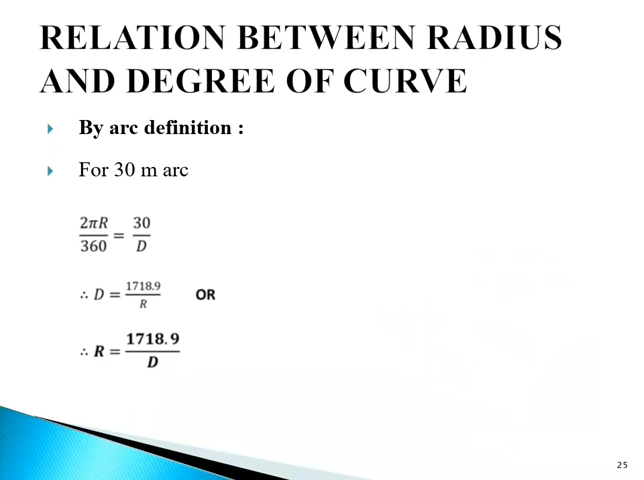 RELATION BETWEEN RADIUS
AND DEGREE OF CURVE
By arc definition :
For 30 m arc
2πR/360 = 30/D
∴ D = 1718.9/R OR
∴ R = 1718.9/D
25